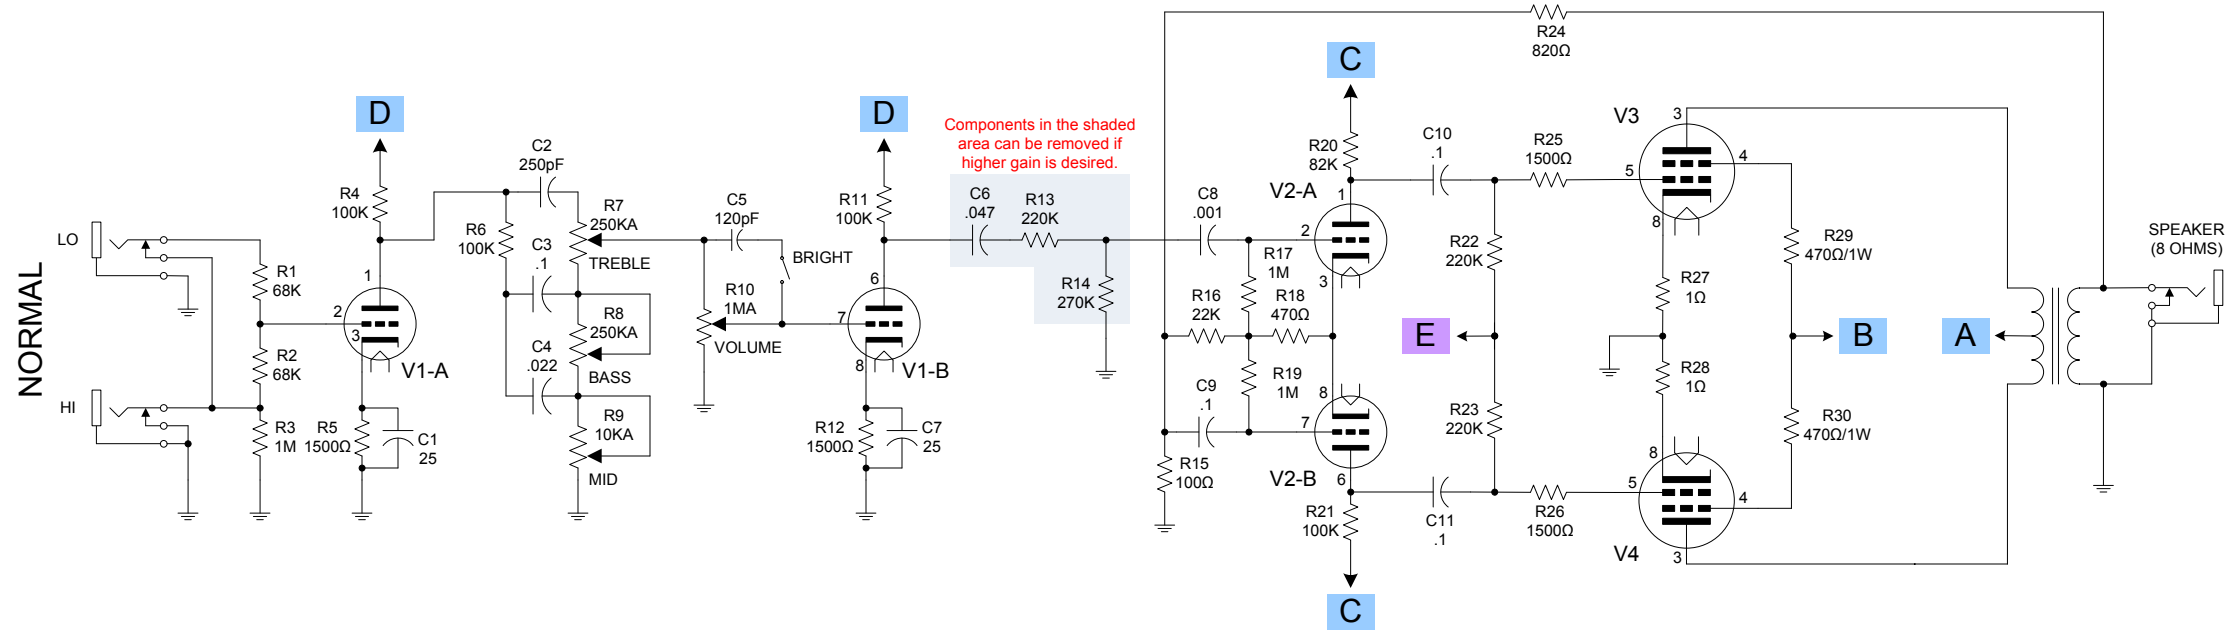 NORMAL
LO
HI
R1
68K
R2
68K
R3
1M
D
R4
100K
1
2
3
V1-A
R5
1500Ω
C1
25
C2
250pF
R6
100K
C3
.1
C4
.022
R7
250KA
TREBLE
R8
250KA
BASS
R9
10KA
MID
C5
120pF
BRIGHT
R10
1MA
VOLUME
D
R11
100K
6
7
8
V1-B
R12
1500Ω
C7
25
Components in the shaded
area can be removed if
higher gain is desired.
C6
.047
R13
220K
R14
270K
C8
.001
R17
1M
R16
22K
R18
470Ω
R19
1M
C9
.1
R15
100Ω
C
R20
82K
V2-A
1
2
3
8
7
V2-B
6
R21
100K
C
C10
.1
R22
220K
E
R23
220K
C11
.1
R25
1500Ω
R26
1500Ω
R24
820Ω
V3
3
4
5
8
R27
1Ω
R28
1Ω
8
5
4
V4
3
R29
470Ω/1W
B
R30
470Ω/1W
A
SPEAKER
(8 OHMS)